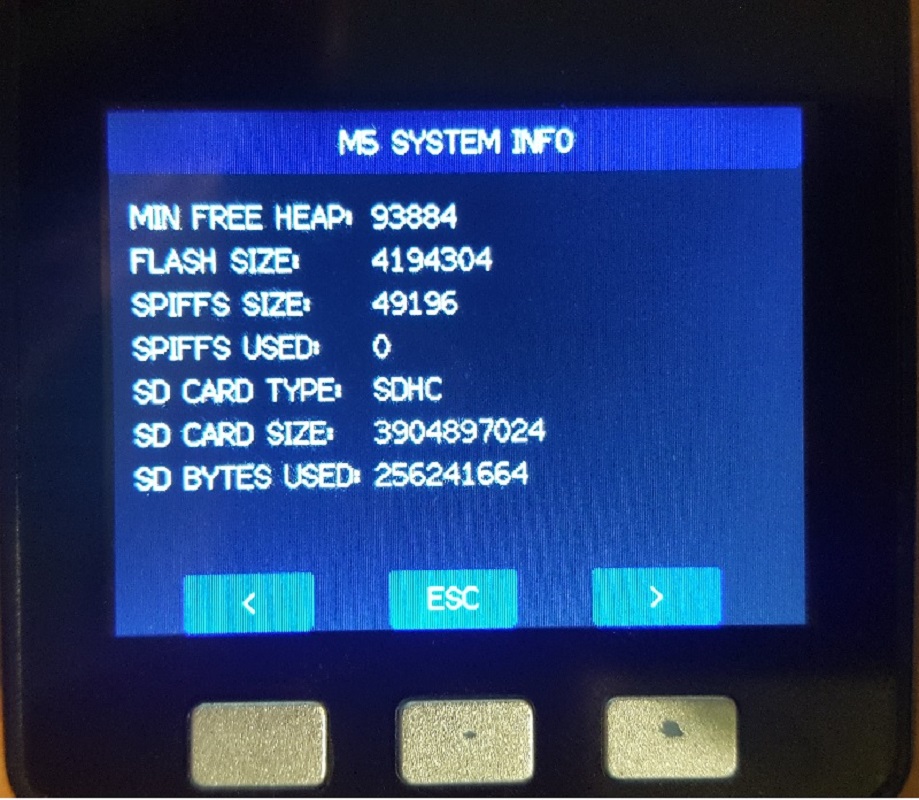 M5 SYSTEM INFO
MIN FREE HEAP: 93884
FLASH SIZE: 4194304
SPIFFS SIZE: 49196
SPIFFS USED: 0
SD CARD TYPE: SDHC
SD CARD SIZE: 3904897024
SD BYTES USED: 256241664
< ESC >